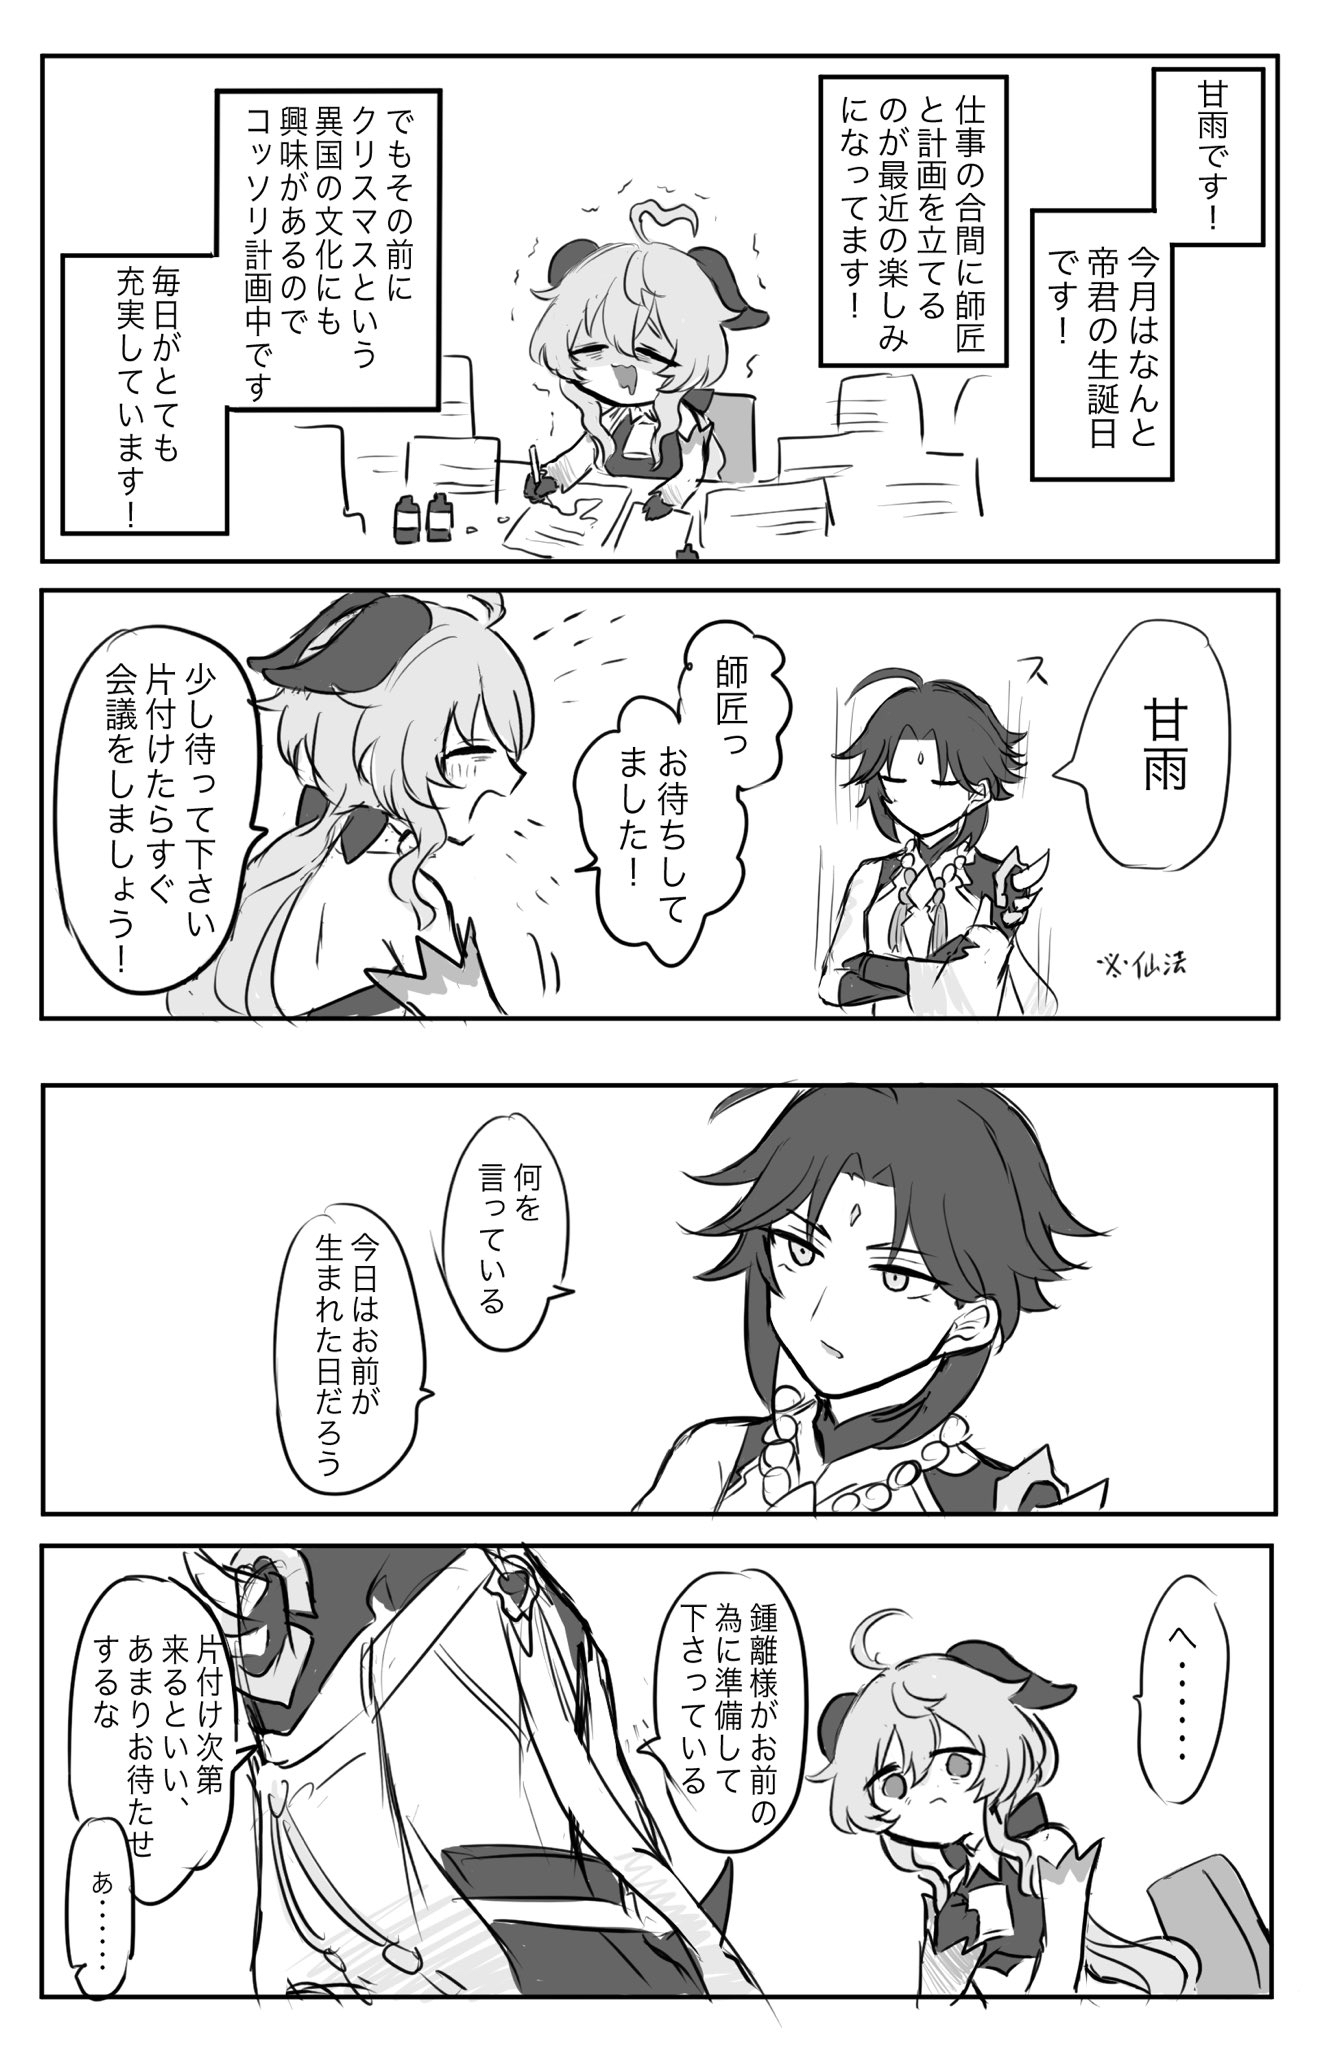 甘雨です！
今月はなんと
帝君の生誕日
です！
仕事の合間に師匠
と計画を立てる
のが最近の楽しみ
になってます！
でもその前に
クリスマスという
異国の文化にも
興味があるので
コッソリ計画中です
毎日がとても
充実しています！
甘雨
ス
※仙法
師匠っ
お待ちして
ました！
少し待って下さい
片付けたらすぐ
会議をしましょう！
何を
言っている
今日はお前が
生まれた日だろう
へ……
鍾離様がお前の
為に準備して
下さっている
片付け次第
来るといい、
あまりお待たせ
するな
あ……